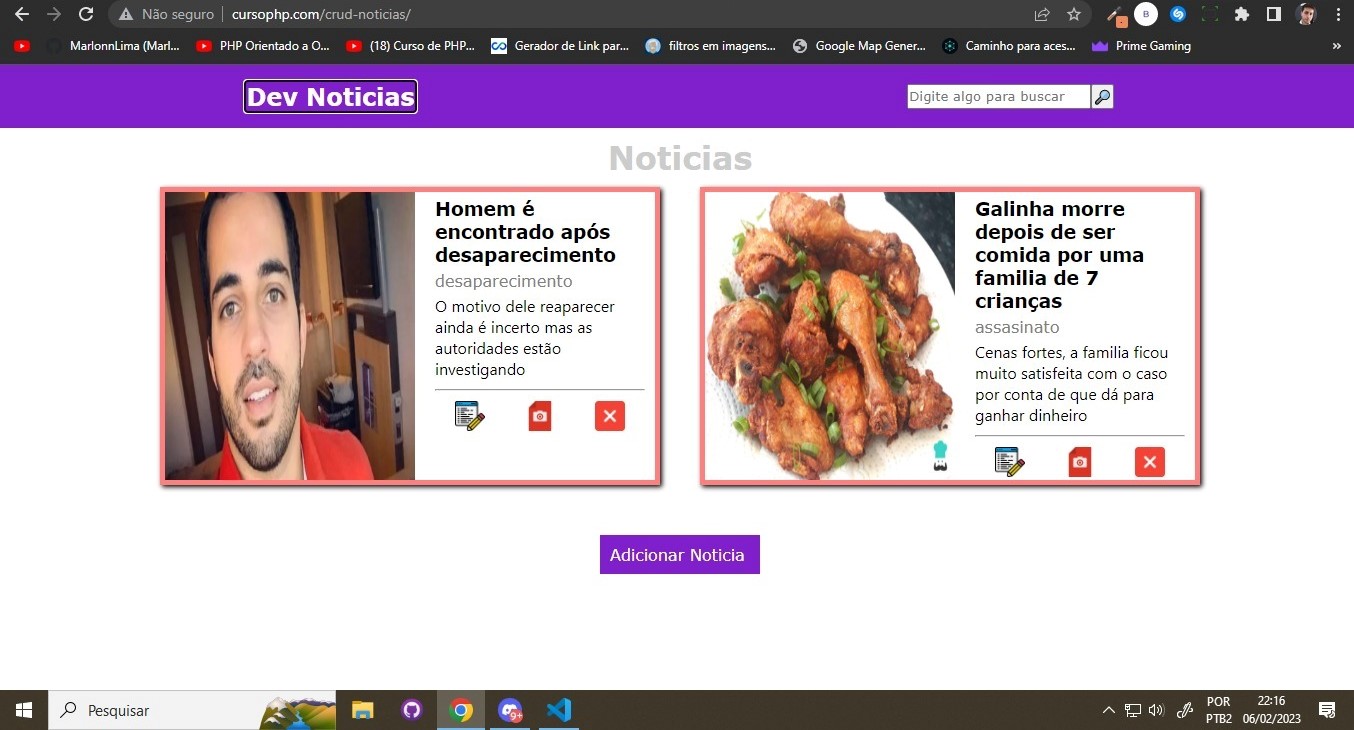 Não seguro
cursophp.com/crud-noticias/
B
MarlonnLima (Marl...
PHP Orientado a O...
(18) Curso de PHP...
Gerador de Link par...
filtros em imagens...
Google Map Gener...
Caminho para aces...
Prime Gaming
»
Dev Noticias
Digite algo para buscar
Noticias
Homem é
encontrado após
desaparecimento
desaparecimento
O motivo dele reaparecer
ainda é incerto mas as
autoridades estão
investigando
Galinha morre
depois de ser
comida por uma
familia de 7
crianças
assasinato
Cenas fortes, a familia ficou
muito satisfeita com o caso
por conta de que dá para
ganhar dinheiro
Adicionar Noticia
Pesquisar
9+
POR
PTB2
22:16
06/02/2023